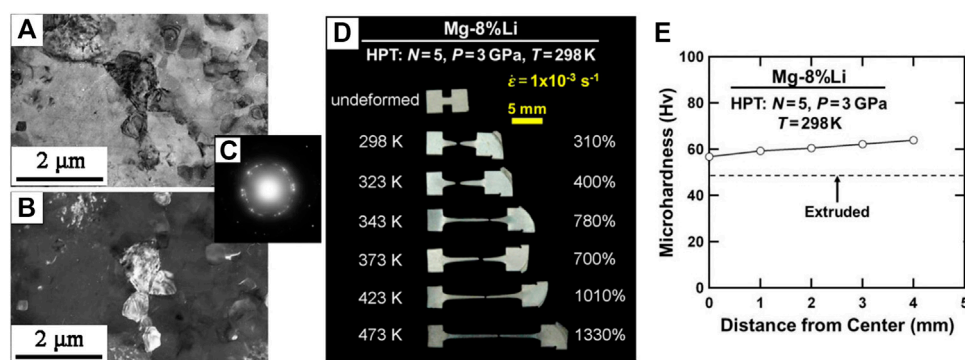 A
2 μm
B
2 μm
C
D
Mg-8%Li
HPT: N = 5, P = 3 GPa, T = 298 K
ε̇ = 1x10⁻³ s⁻¹
undeformed
5 mm
298 K 310%
323 K 400%
343 K 780%
373 K 700%
423 K 1010%
473 K 1330%
E
Microhardness (Hv)
100
80
60
40
20
0
Mg-8%Li
HPT: N = 5, P = 3 GPa
T = 298 K
Extruded
0 1 2 3 4 5
Distance from Center (mm)